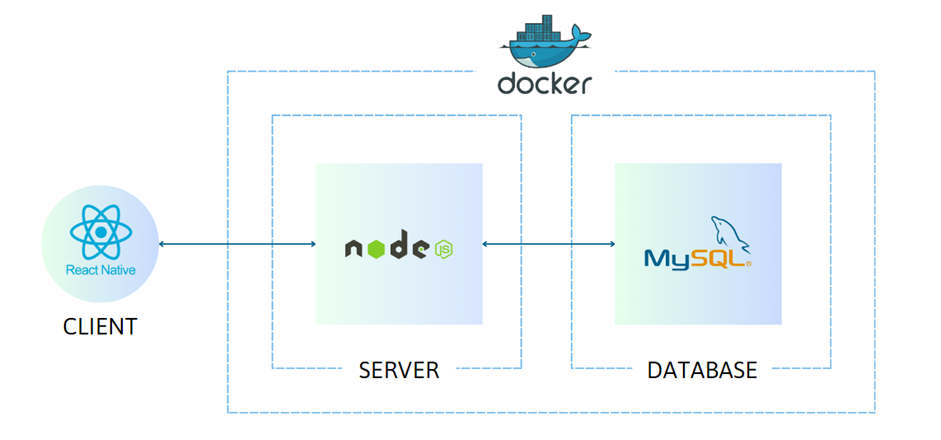 docker
React Native
CLIENT
node
JS
SERVER
MySQL®
DATABASE